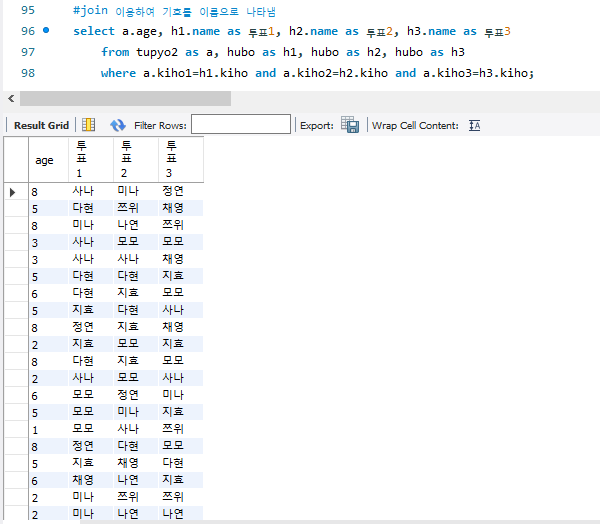 95 #join 이용하여 기호를 이름으로 나타냄
96 select a.age, h1.name as 투표1, h2.name as 투표2, h3.name as 투표3
97 from tupyo2 as a, hubo as h1, hubo as h2, hubo as h3
98 where a.kiho1=h1.kiho and a.kiho2=h2.kiho and a.kiho3=h3.kiho;
Result Grid Filter Rows: Export: Wrap Cell Content: IA
age 투표1 투표2 투표3
8 사나 미나 정연
5 다현 쯔위 채영
8 미나 나연 쯔위
3 사나 모모 모모
3 사나 사나 채영
5 다현 다현 지효
6 다현 지효 모모
5 지효 다현 사나
8 정연 지효 채영
2 지효 모모 지효
8 다현 지효 모모
2 사나 모모 사나
6 모모 정연 미나
5 모모 미나 지효
1 모모 사나 쯔위
8 정연 다현 모모
5 지효 채영 다현
6 채영 나연 지효
2 미나 쯔위 쯔위
2 미나 나연 나연